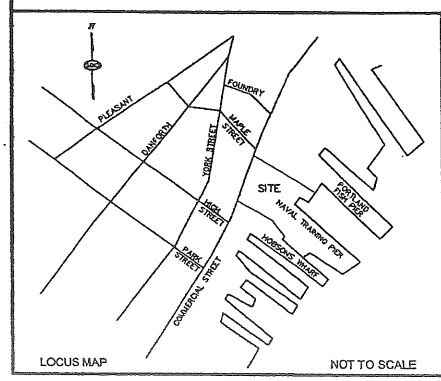 N
FOUNDRY
PLEASANT
DANFORTH
MAPLE
STREET
YORK STREET
SITE
PORTLAND
FISH PIER
NAVAL TRAINING PIER
HIGH
STREET
HOBSONS WHARF
PARK
STREET
COMMERCIAL STREET
LOCUS MAP
NOT TO SCALE